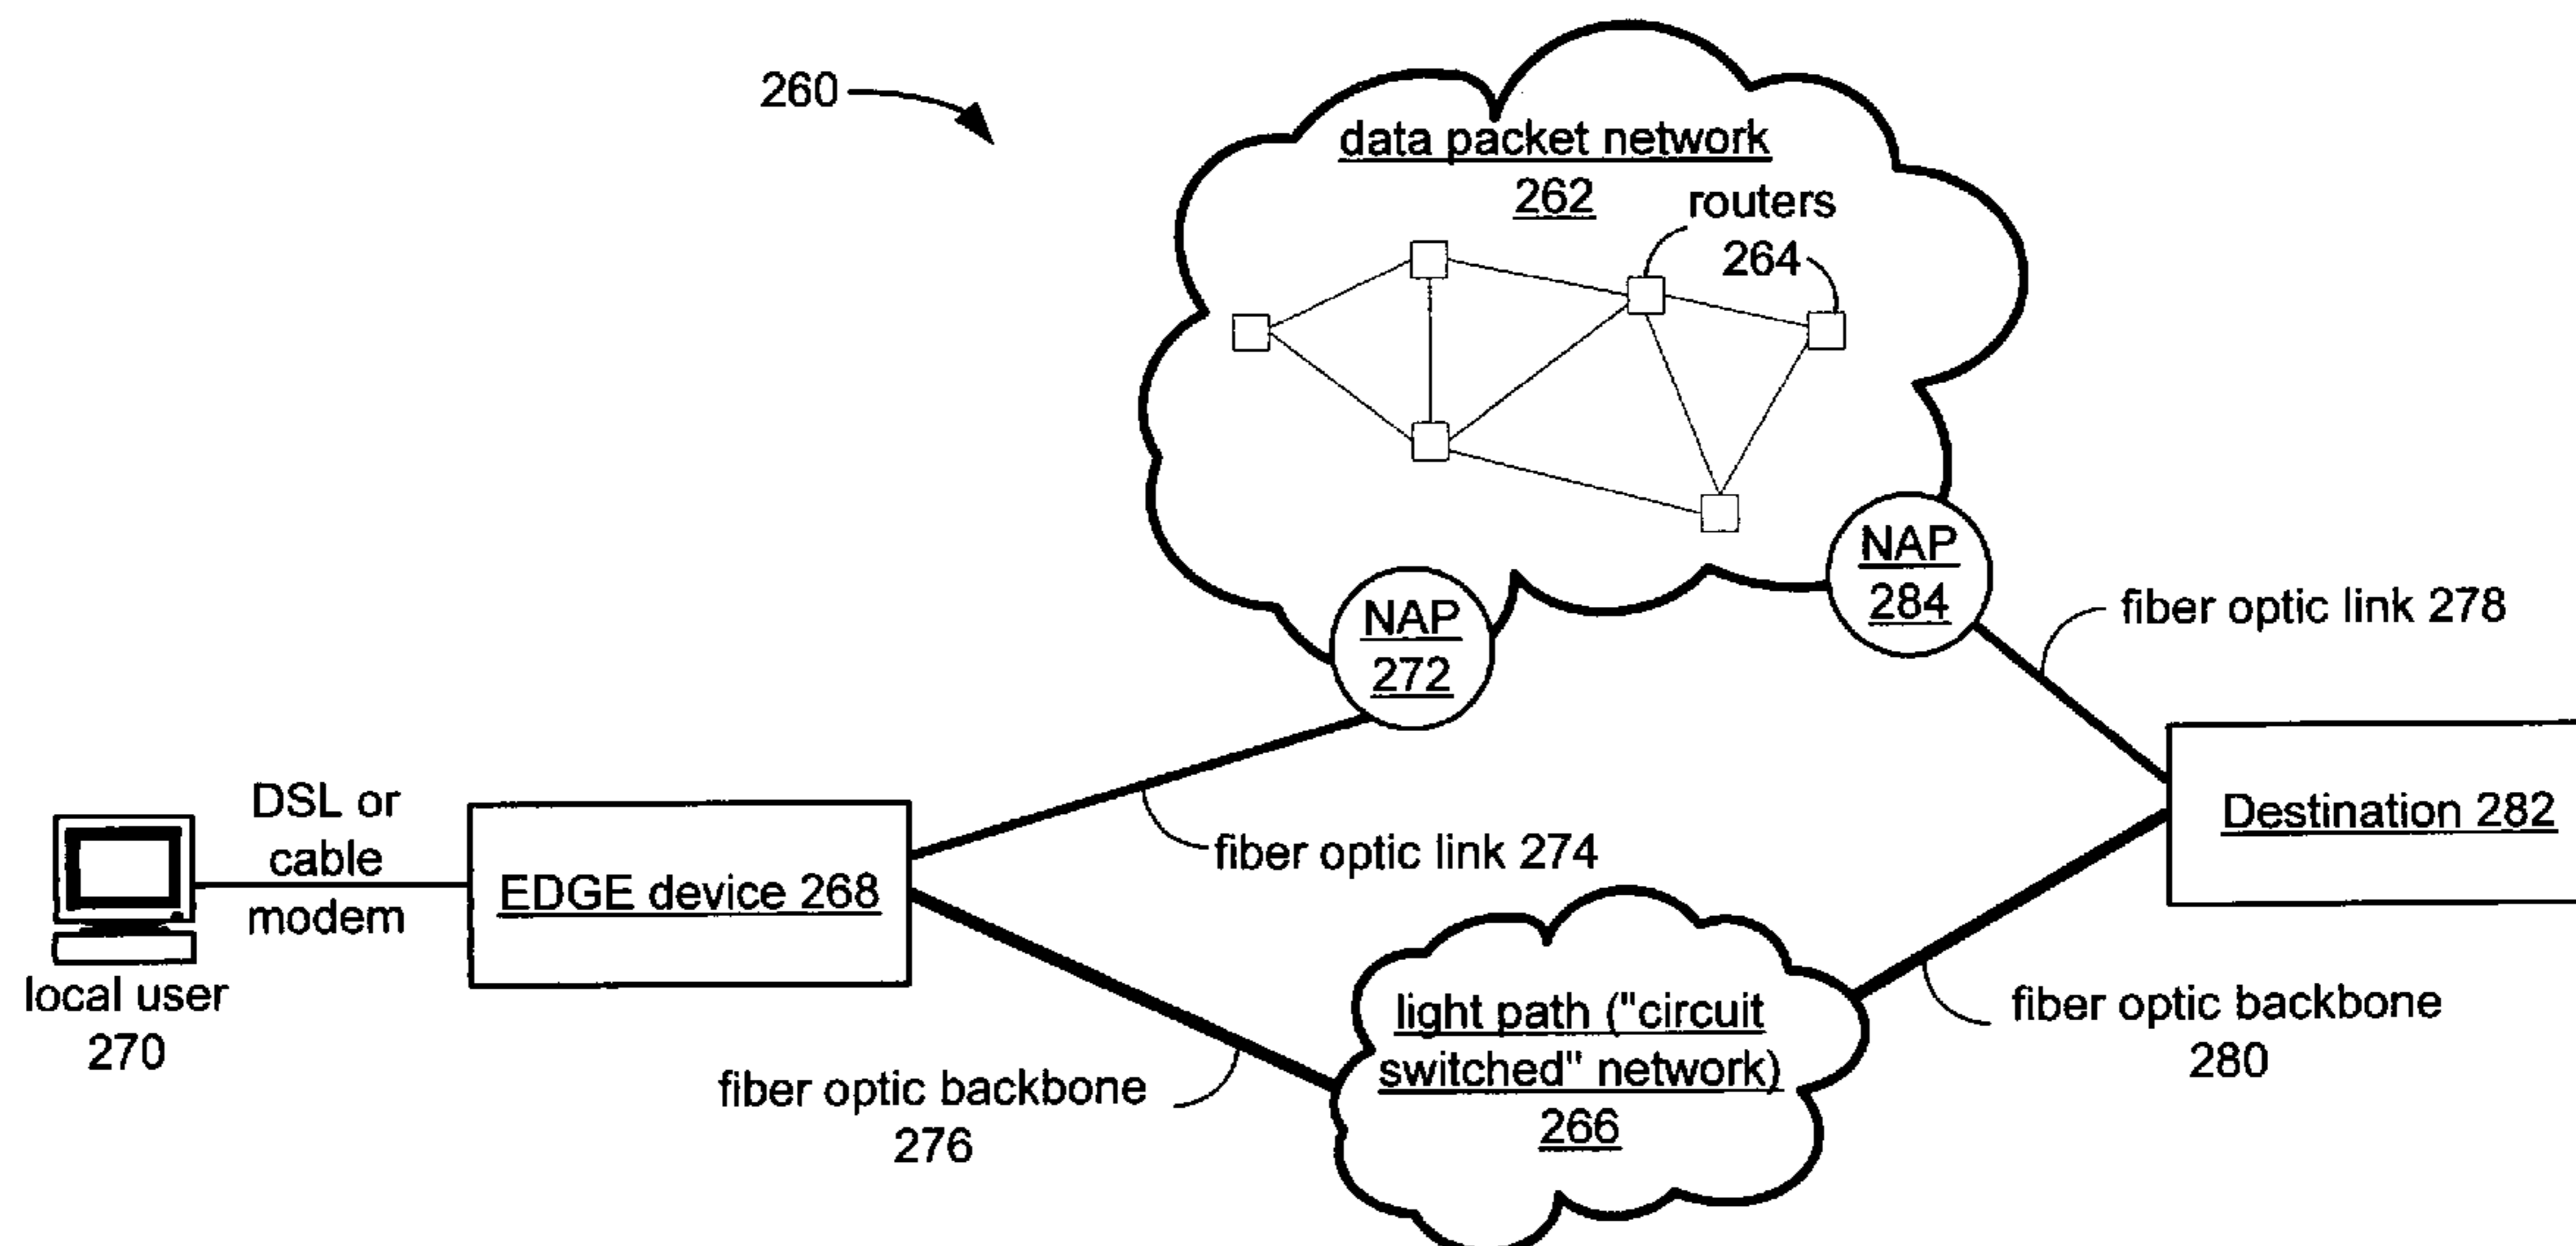 260
data packet network
262
routers
264
NAP
284
NAP
272
fiber optic link 278
DSL or
cable
modem
EDGE device 268
local user
270
fiber optic link 274
Destination 282
fiber optic backbone
276
light path ("circuit
switched" network)
266
fiber optic backbone
280